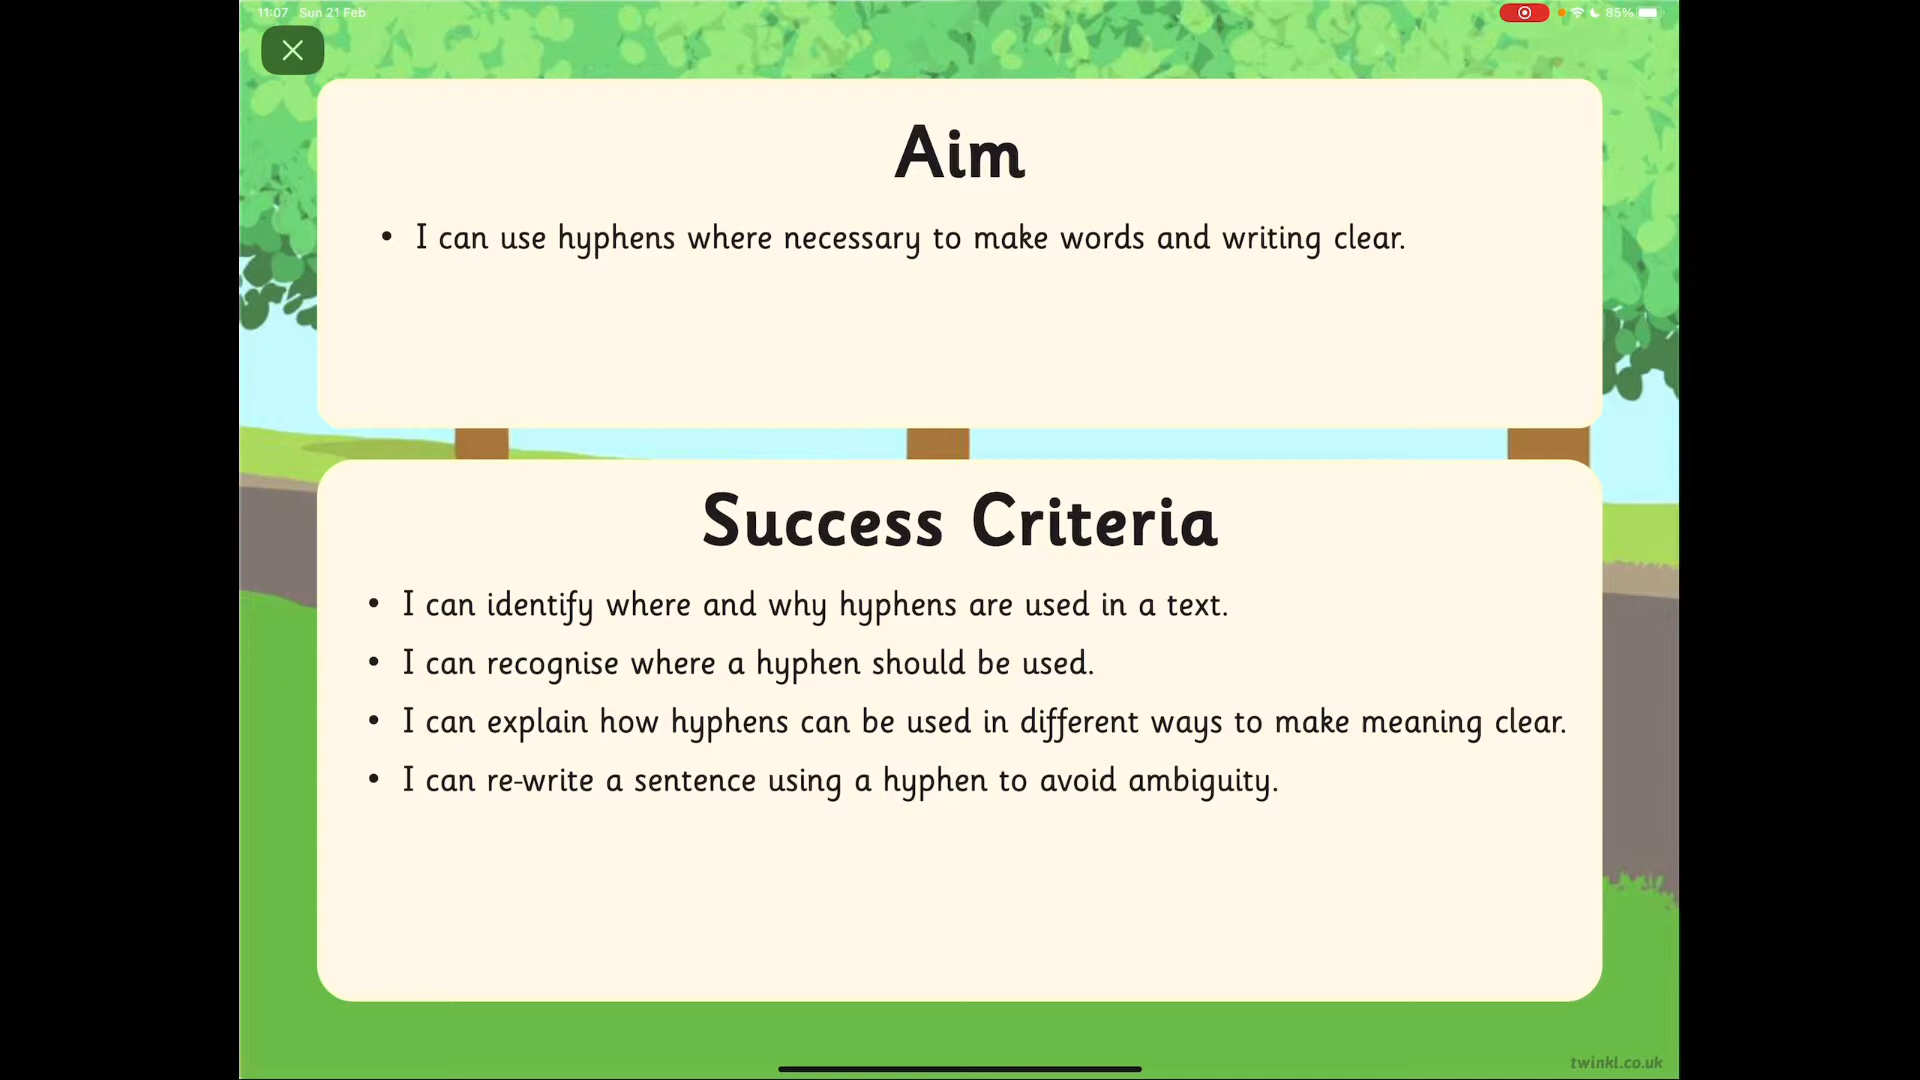 11:07 Sun 21 Feb
85%
Aim
• I can use hyphens where necessary to make words and writing clear.
Success Criteria
• I can identify where and why hyphens are used in a text.
• I can recognise where a hyphen should be used.
• I can explain how hyphens can be used in different ways to make meaning clear.
• I can re-write a sentence using a hyphen to avoid ambiguity.
twinkl.co.uk